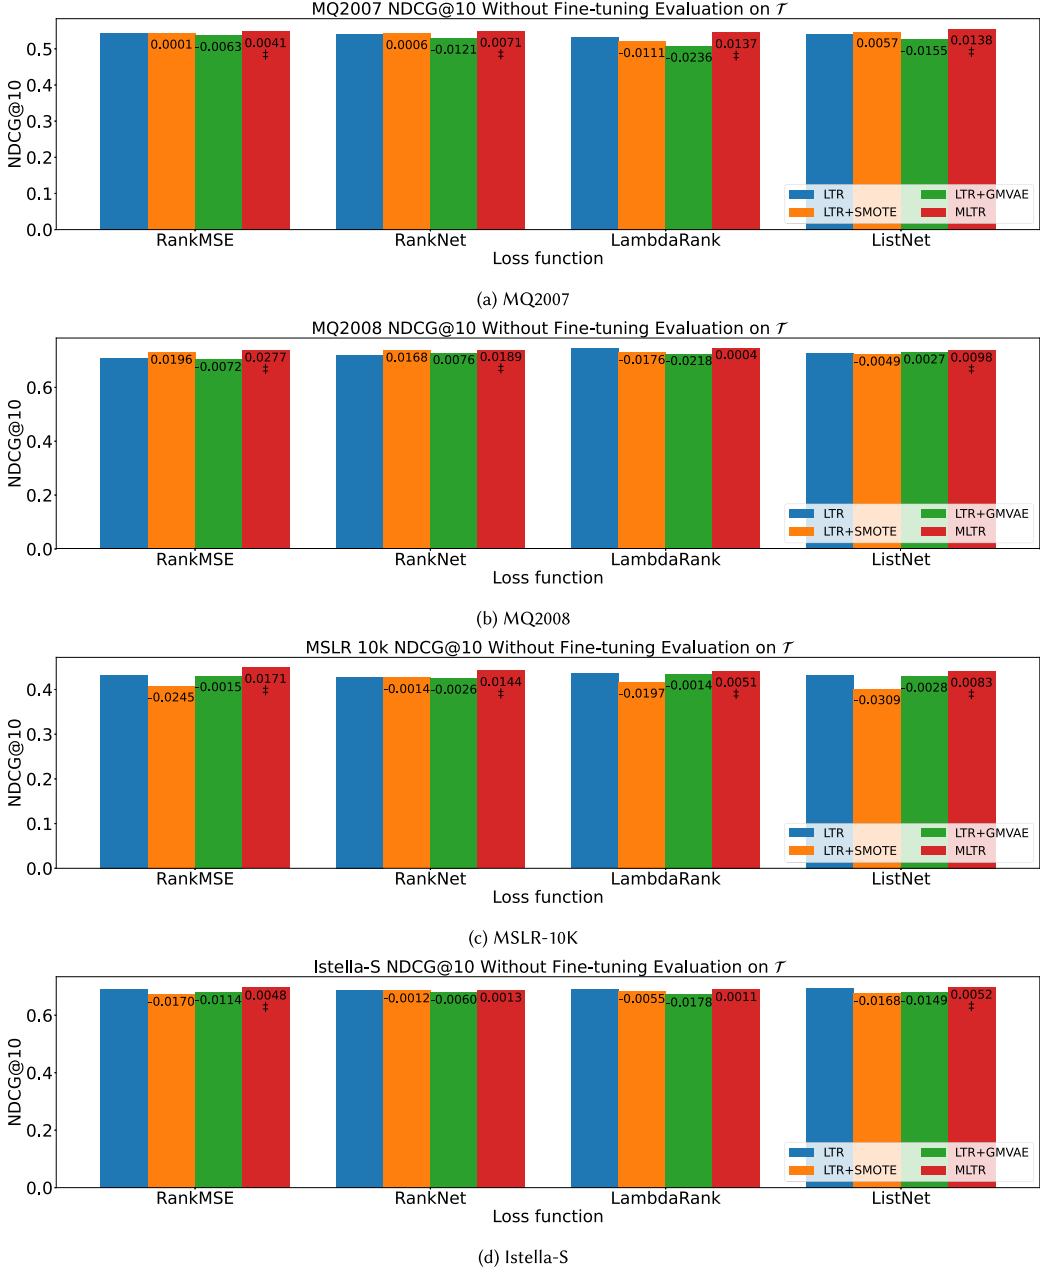 MQ2007 NDCG@10 Without Fine-tuning Evaluation on 𝒯
NDCG@10
0.5
0.4
0.3
0.2
0.1
0.0
0.0001 -0.0063 0.0041 ‡
0.0006 -0.0121 0.0071 ‡
-0.0111 -0.0236 0.0137 ‡
0.0057 -0.0155 0.0138 ‡
LTR LTR+GMVAE
LTR+SMOTE MLTR
RankMSE RankNet LambdaRank ListNet
Loss function
(a) MQ2007
MQ2008 NDCG@10 Without Fine-tuning Evaluation on 𝒯
NDCG@10
0.6
0.4
0.2
0.0
0.0196 -0.0072 0.0277 ‡
0.0168 0.0076 0.0189 ‡
-0.0176 -0.0218 0.0004
-0.0049 0.0027 0.0098 ‡
LTR LTR+GMVAE
LTR+SMOTE MLTR
RankMSE RankNet LambdaRank ListNet
Loss function
(b) MQ2008
MSLR 10k NDCG@10 Without Fine-tuning Evaluation on 𝒯
NDCG@10
0.4
0.3
0.2
0.1
0.0
-0.0245 -0.0015 0.0171 ‡
-0.0014 -0.0026 0.0144 ‡
-0.0197 -0.0014 0.0051 ‡
-0.0309 -0.0028 0.0083 ‡
LTR LTR+GMVAE
LTR+SMOTE MLTR
RankMSE RankNet LambdaRank ListNet
Loss function
(c) MSLR-10K
Istella-S NDCG@10 Without Fine-tuning Evaluation on 𝒯
NDCG@10
0.6
0.4
0.2
0.0
-0.0170 -0.0114 0.0048 ‡
-0.0012 -0.0060 0.0013
-0.0055 -0.0178 0.0011
-0.0168 -0.0149 0.0052 ‡
LTR LTR+GMVAE
LTR+SMOTE MLTR
RankMSE RankNet LambdaRank ListNet
Loss function
(d) Istella-S